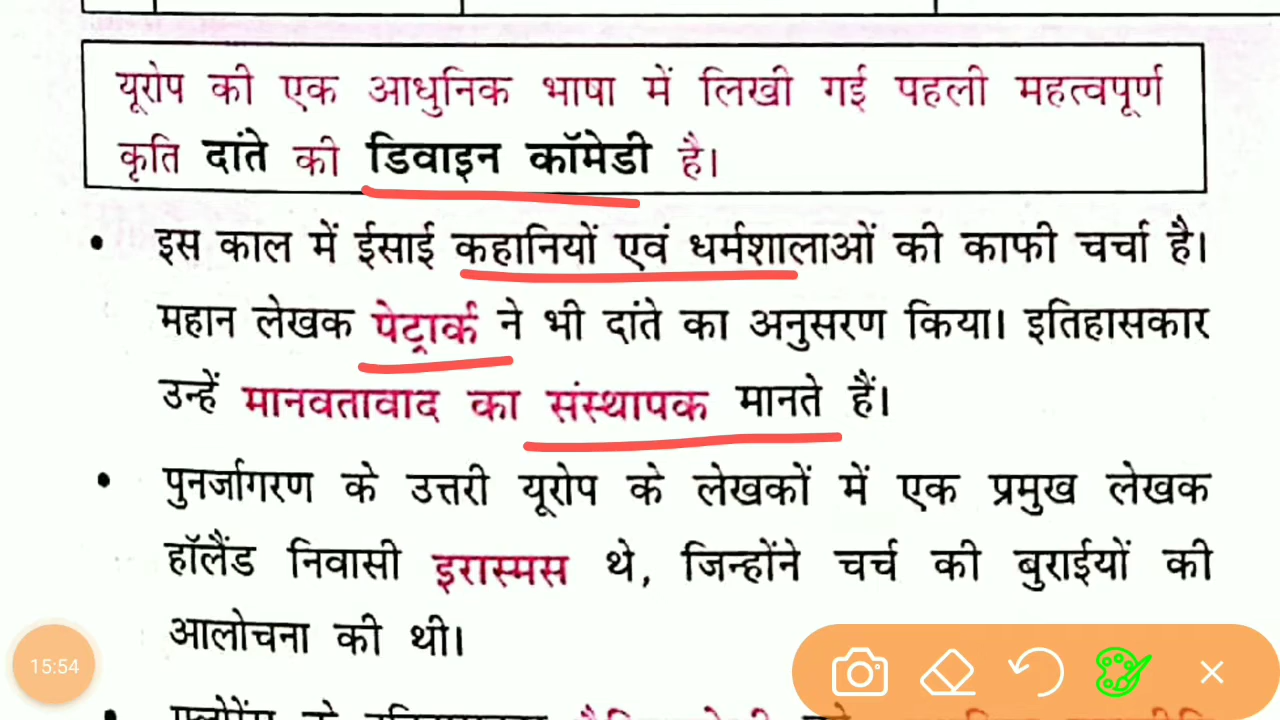 यूरोप की एक आधुनिक भाषा में लिखी गई पहली महत्वपूर्ण
कृति दांते की डिवाइन कॉमेडी है।
• इस काल में ईसाई कहानियों एवं धर्मशालाओं की काफी चर्चा है।
महान लेखक पेट्रार्क ने भी दांते का अनुसरण किया। इतिहासकार
उन्हें मानवतावाद का संस्थापक मानते हैं।
• पुनर्जागरण के उत्तरी यूरोप के लेखकों में एक प्रमुख लेखक
हॉलैंड निवासी इरास्मस थे, जिन्होंने चर्च की बुराईयों की
आलोचना की थी।
15:54